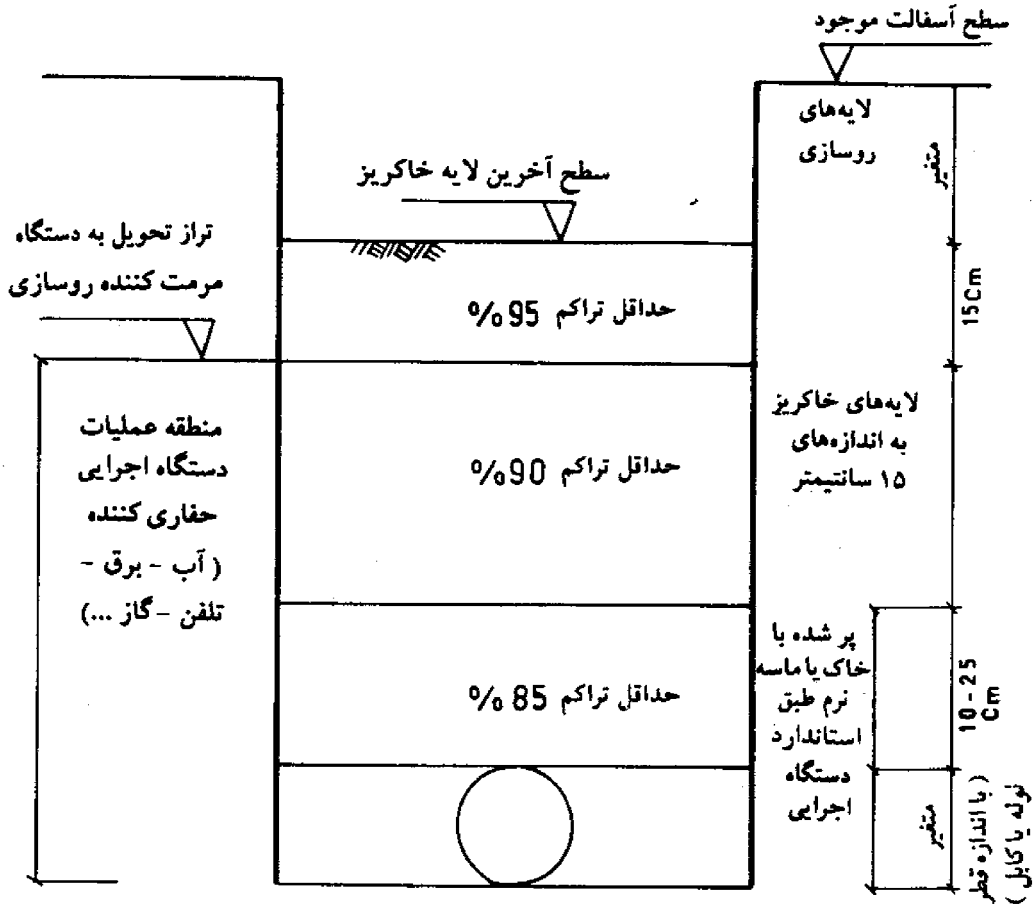 سطح آسفالت موجود
لایه‌های
روسازی
متغیر
سطح آخرین لایه خاکریز
تراز تحویل به دستگاه
مرمت کننده روسازی
حداقل تراکم 95 %
15Cm
منطقه عملیات
دستگاه اجرایی
حفاری کننده
( آب - برق -
تلفن - گاز ...)
حداقل تراکم 90 %
لایه‌های خاکریز
به اندازه‌های
۱۵ سانتیمتر
حداقل تراکم 85 %
پر شده با
خاک یا ماسه
نرم طبق
استاندارد
دستگاه
اجرایی
10-25
Cm
متغیر
( با اندازه قطر
لوله یا کابل )